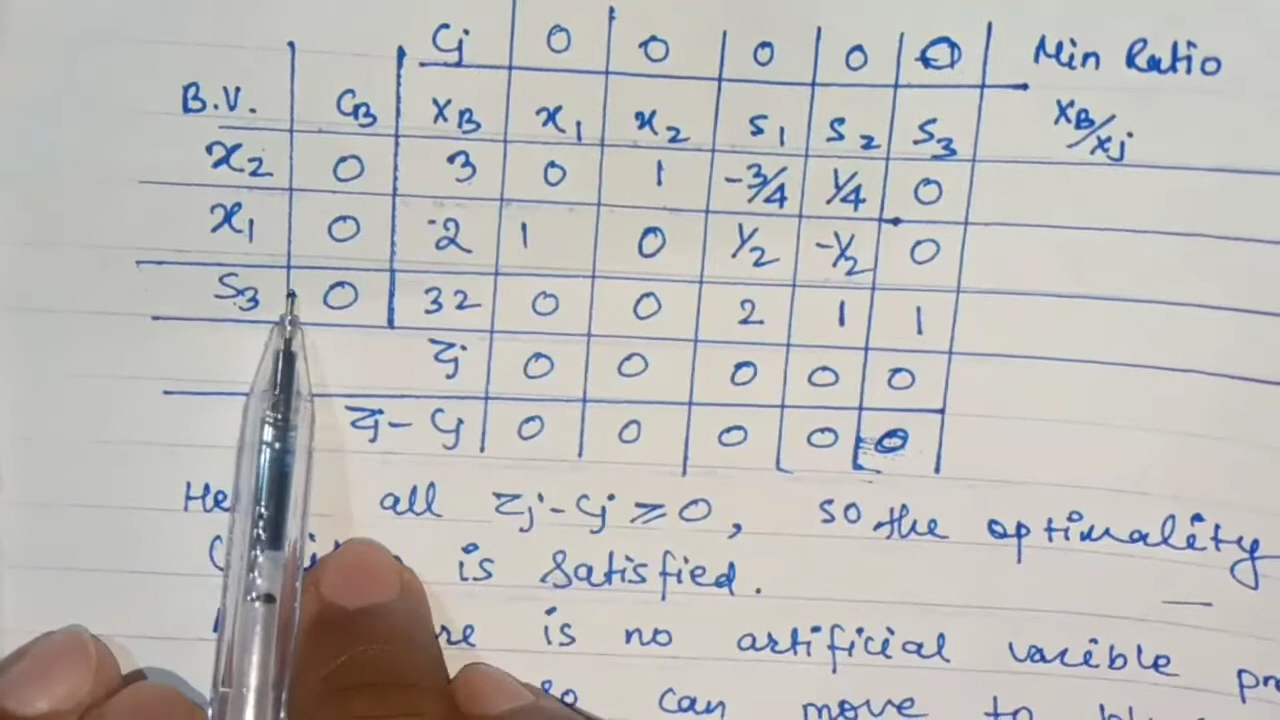 Cj 0 0 0 0 0 Min Ratio
B.V. CB XB x1 x2 s1 s2 s3 XB/xj
x2 0 3 0 1 -3/4 1/4 0
x1 0 2 1 0 1/2 -1/2 0
S3 0 32 0 0 2 1 1
Zj 0 0 0 0 0
Zj - Cj 0 0 0 0 0
all Zj - Cj ≥ 0, so the optimality
is satisfied.
is no artificial varible
so can move to